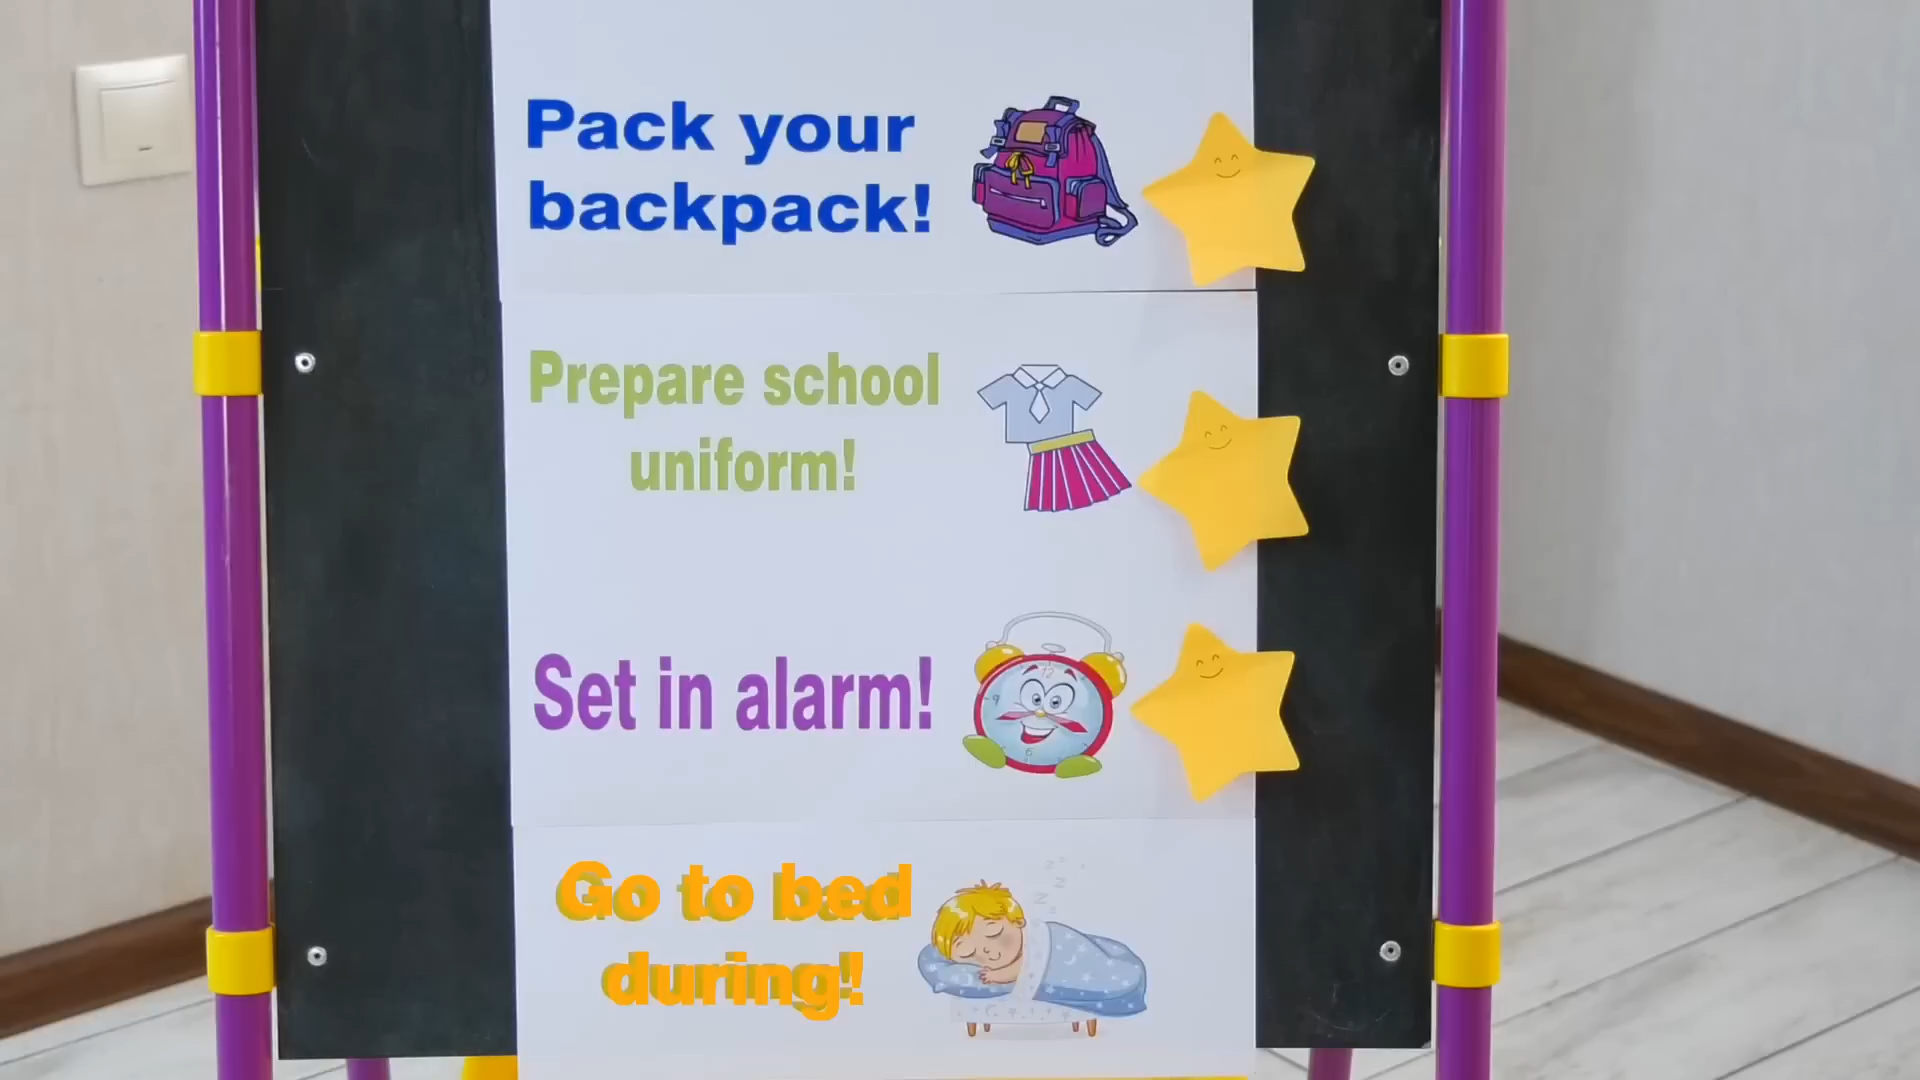 Pack your
backpack!
Prepare school
uniform!
Set in alarm!
Go to bed
during!